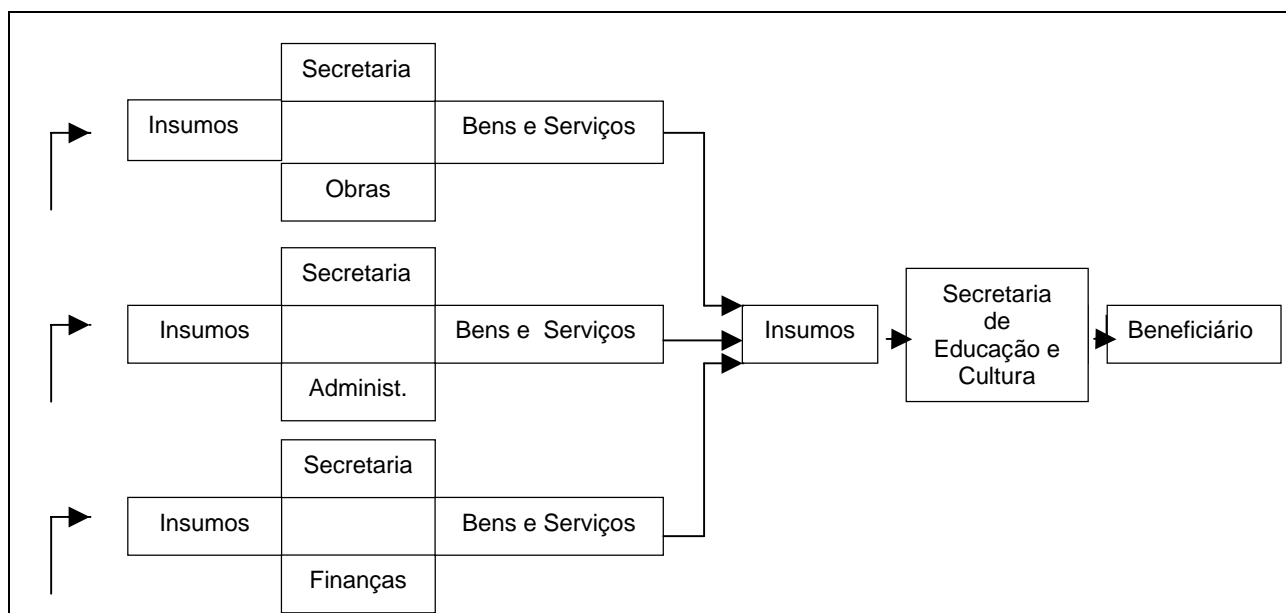 Secretaria
Insumos
Bens e Serviços
Obras
Secretaria
Insumos
Bens e Serviços
Administ.
Secretaria
Insumos
Bens e Serviços
Finanças
Insumos
Secretaria
de
Educação e
Cultura
Beneficiário